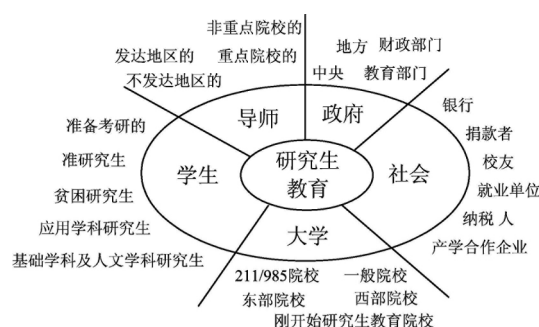 非重点院校的
发达地区的
重点院校的
不发达地区的
地方
财政部门
中央
教育部门
导师
政府
准备考研的
准研究生
贫困研究生
应用学科研究生
基础学科及人文学科研究生
学生
研究生
教育
社会
银行
捐款者
校友
就业单位
纳税 人
产学合作企业
大学
211/985院校
一般院校
东部院校
西部院校
刚开始研究生教育院校